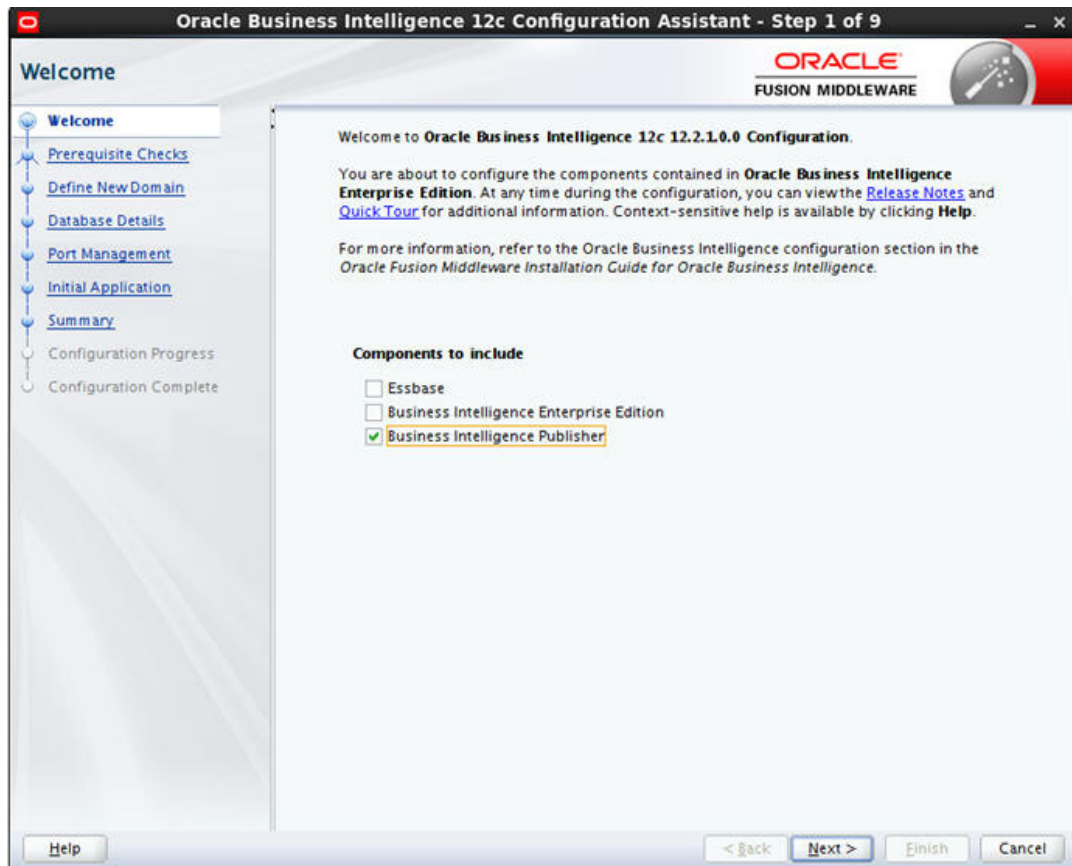 Oracle Business Intelligence 12c Configuration Assistant - Step 1 of 9
Welcome
ORACLE
FUSION MIDDLEWARE
Welcome
Prerequisite Checks
Define New Domain
Database Details
Port Management
Initial Application
Summary
Configuration Progress
Configuration Complete
Welcome to Oracle Business Intelligence 12c 12.2.1.0.0 Configuration.
You are about to configure the components contained in Oracle Business Intelligence
Enterprise Edition. At any time during the configuration, you can view the Release Notes and
Quick Tour for additional information. Context-sensitive help is available by clicking Help.
For more information, refer to the Oracle Business Intelligence configuration section in the
Oracle Fusion Middleware Installation Guide for Oracle Business Intelligence.
Components to include
Essbase
Business Intelligence Enterprise Edition
Business Intelligence Publisher
Help
< Back
Next >
Finish
Cancel